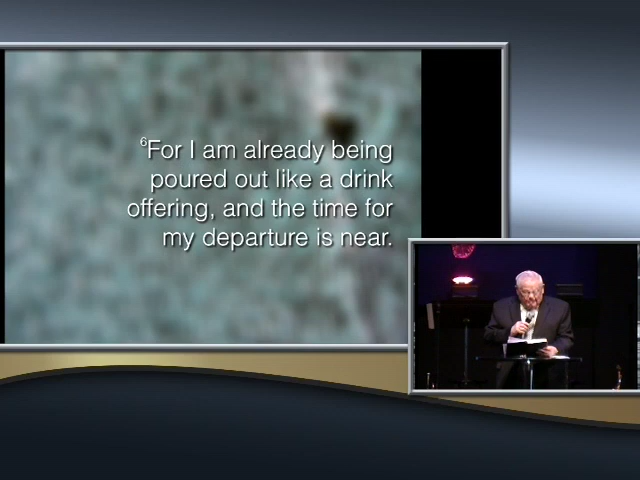 ⁶For I am already being
poured out like a drink
offering, and the time for
my departure is near.